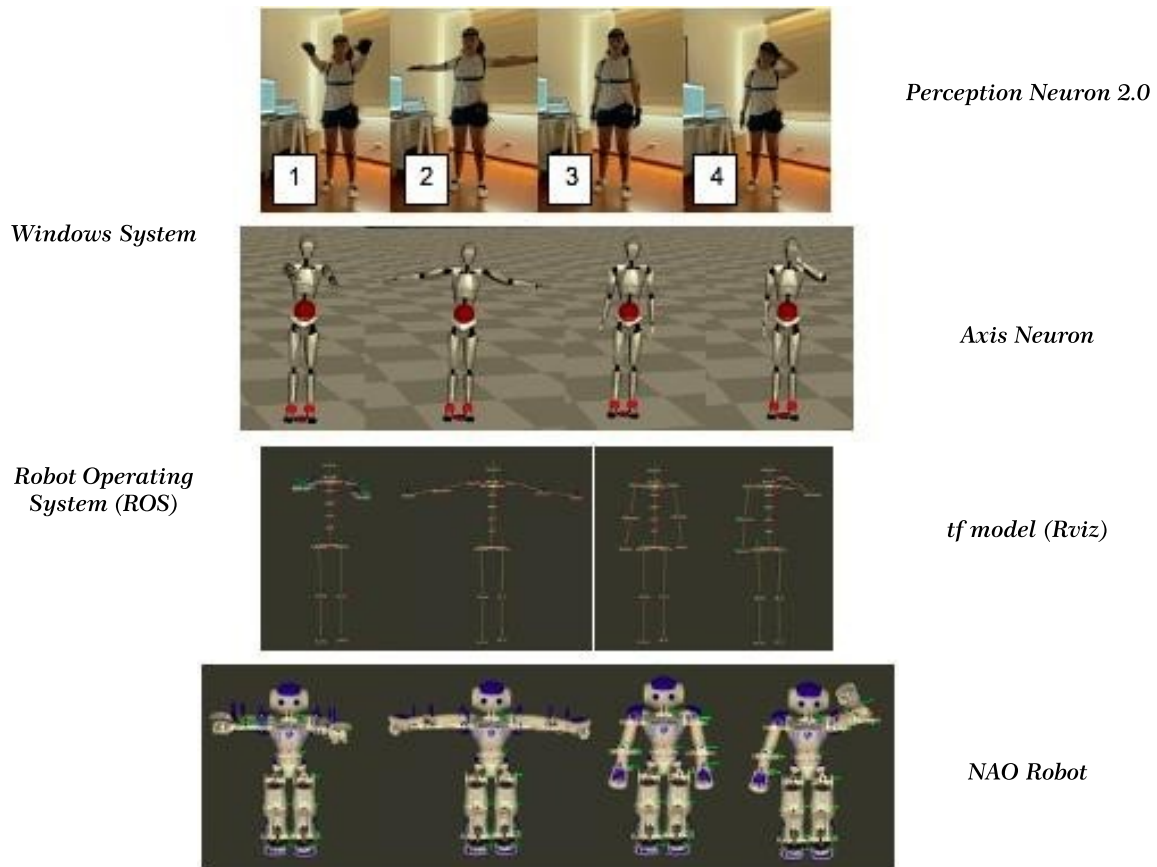 Perception Neuron 2.0
1
2
3
4
Windows System
Axis Neuron
Robot Operating
System (ROS)
tf model (Rviz)
NAO Robot